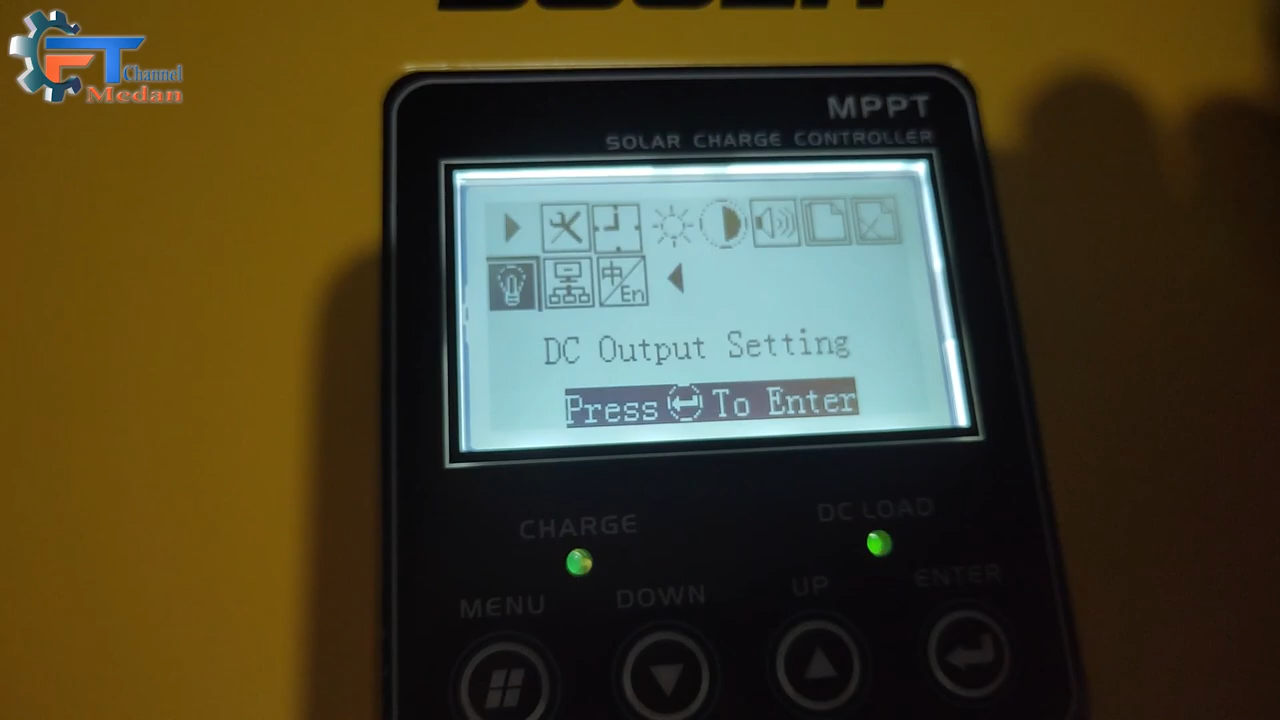 FT Channel
Medan
MPPT
SOLAR CHARGE CONTROLLER
中/En
DC Output Setting
Press To Enter
CHARGE
DC LOAD
MENU
DOWN
UP
ENTER